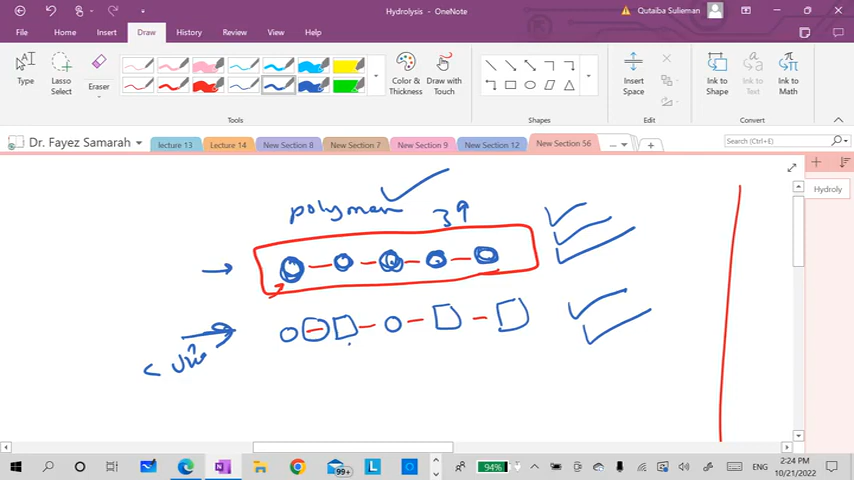 Hydrolysis - OneNote
Qutaiba Sulieman
File Home Insert Draw History Review View Help
Type
Lasso Select
Eraser
Color & Thickness
Draw with Touch
Insert Space
Ink to Shape
Ink to Text
Ink to Math
Tools Shapes Edit Convert
Dr. Fayez Samarah
lecture 13 Lecture 14 New Section 8 New Section 7 New Section 9 New Section 12 New Section 56
Search (Ctrl+E)
Hydroly
polymer
99+
94%
ENG
2:24 PM
10/21/2022